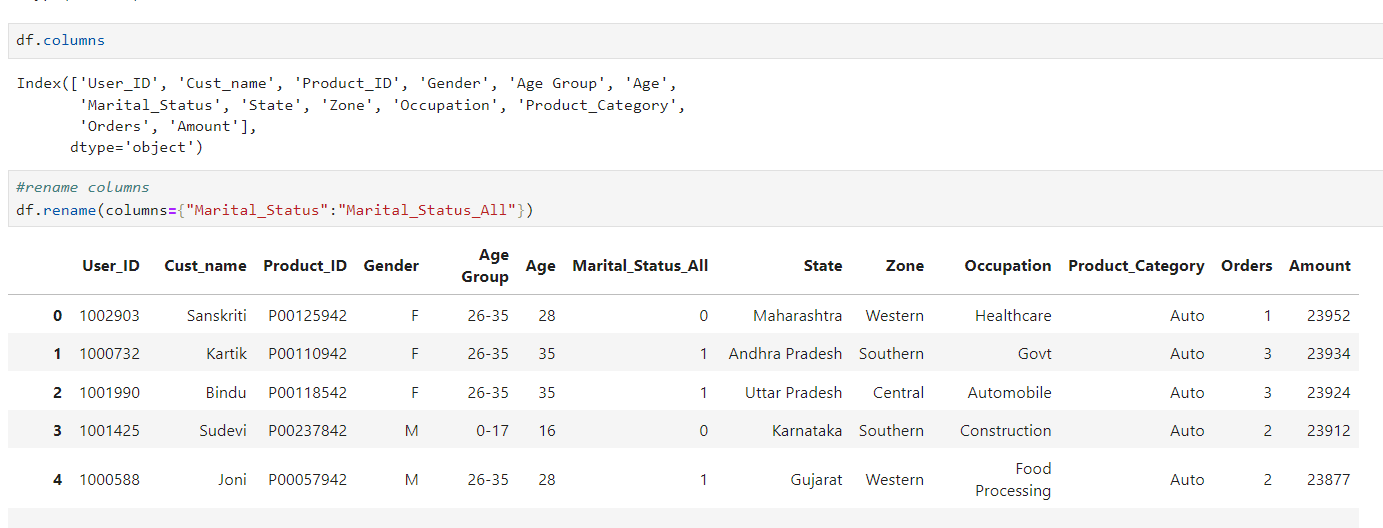 df.columns
Index(['User_ID', 'Cust_name', 'Product_ID', 'Gender', 'Age Group', 'Age',
'Marital_Status', 'State', 'Zone', 'Occupation', 'Product_Category',
'Orders', 'Amount'],
dtype='object')
#rename columns
df.rename(columns={"Marital_Status":"Marital_Status_All"})
User_ID Cust_name Product_ID Gender Age Group Age Marital_Status_All State Zone Occupation Product_Category Orders Amount
0 1002903 Sanskriti P00125942 F 26-35 28 0 Maharashtra Western Healthcare Auto 1 23952
1 1000732 Kartik P00110942 F 26-35 35 1 Andhra Pradesh Southern Govt Auto 3 23934
2 1001990 Bindu P00118542 F 26-35 35 1 Uttar Pradesh Central Automobile Auto 3 23924
3 1001425 Sudevi P00237842 M 0-17 16 0 Karnataka Southern Construction Auto 2 23912
4 1000588 Joni P00057942 M 26-35 28 1 Gujarat Western Food Processing Auto 2 23877